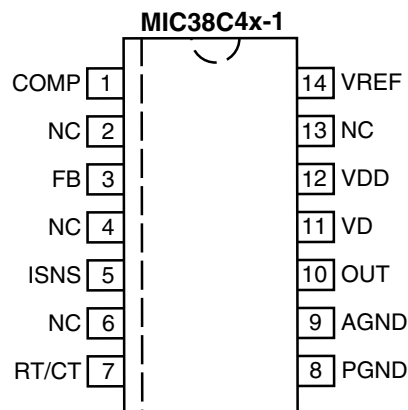 MIC38C4x-1
COMP 1 14 VREF
NC 2 13 NC
FB 3 12 VDD
NC 4 11 VD
ISNS 5 10 OUT
NC 6 9 AGND
RT/CT 7 8 PGND